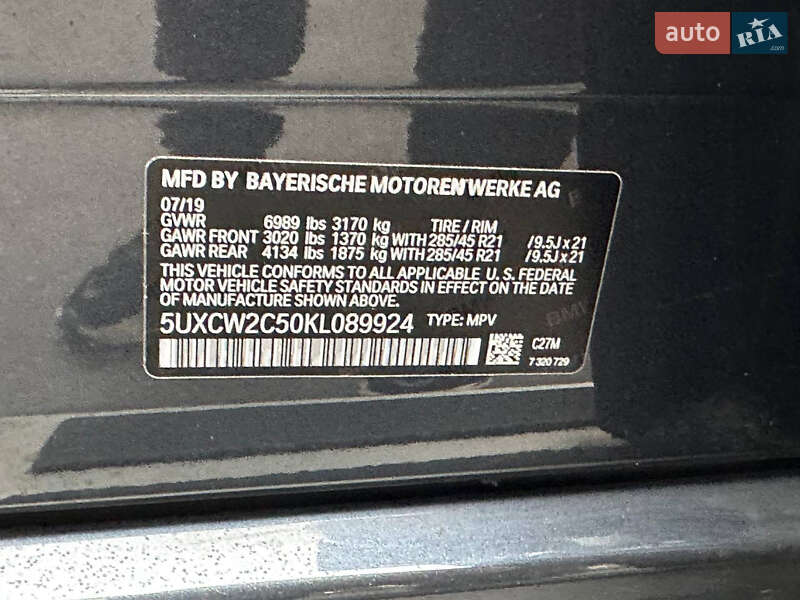 auto RIA
.com
MFD BY BAYERISCHE MOTOREN WERKE AG
07/19
GVWR 6989 lbs 3170 kg TIRE / RIM
GAWR FRONT 3020 lbs 1370 kg WITH 285/45 R21 /9.5J x 21
GAWR REAR 4134 lbs 1875 kg WITH 285/45 R21 /9.5J x 21
THIS VEHICLE CONFORMS TO ALL APPLICABLE U.S. FEDERAL
MOTOR VEHICLE SAFETY STANDARDS IN EFFECT ON THE DATE
OF MANUFACTURE SHOWN ABOVE.
5UXCW2C50KL089924 TYPE: MPV
C27M
7 320 729